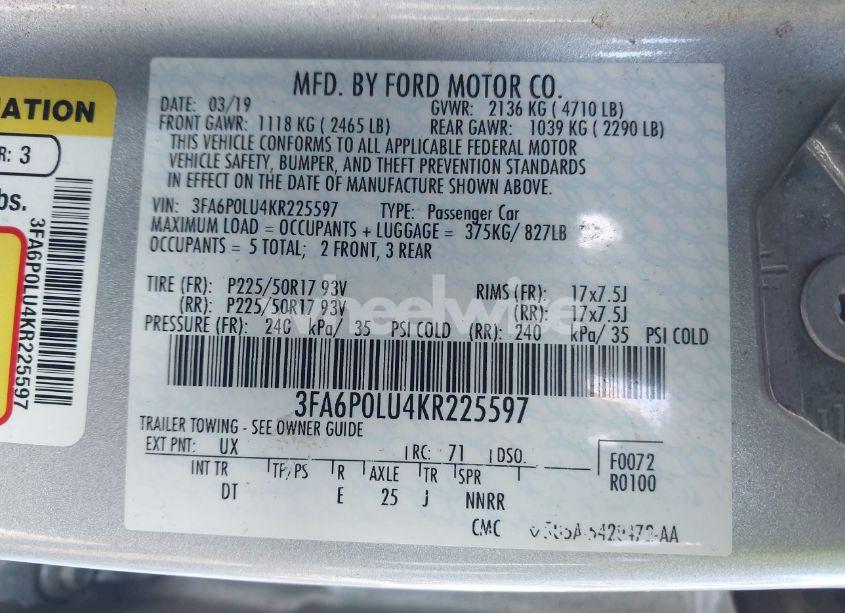 ATION
R: 3
bs.
3FA6P0LU4KR225597
MFD. BY FORD MOTOR CO.
DATE: 03/19 GVWR: 2136 KG ( 4710 LB)
FRONT GAWR: 1118 KG ( 2465 LB) REAR GAWR: 1039 KG ( 2290 LB)
THIS VEHICLE CONFORMS TO ALL APPLICABLE FEDERAL MOTOR
VEHICLE SAFETY, BUMPER, AND THEFT PREVENTION STANDARDS
IN EFFECT ON THE DATE OF MANUFACTURE SHOWN ABOVE.
VIN: 3FA6P0LU4KR225597 TYPE: Passenger Car
MAXIMUM LOAD = OCCUPANTS + LUGGAGE = 375KG/ 827LB
OCCUPANTS = 5 TOTAL; 2 FRONT, 3 REAR
TIRE (FR): P225/50R17 93V RIMS (FR): 17x7.5J
(RR): P225/50R17 93V (RR): 17x7.5J
wheelwise
PRESSURE (FR): 240 kPa/ 35 PSI COLD (RR): 240 kPa/ 35 PSI COLD
3FA6P0LU4KR225597
TRAILER TOWING - SEE OWNER GUIDE
EXT PNT: UX RC: 71 DSO:
INT TR TP/PS R AXLE TR SPR
DT E 25 J NNRR
F0072
R0100
CMC